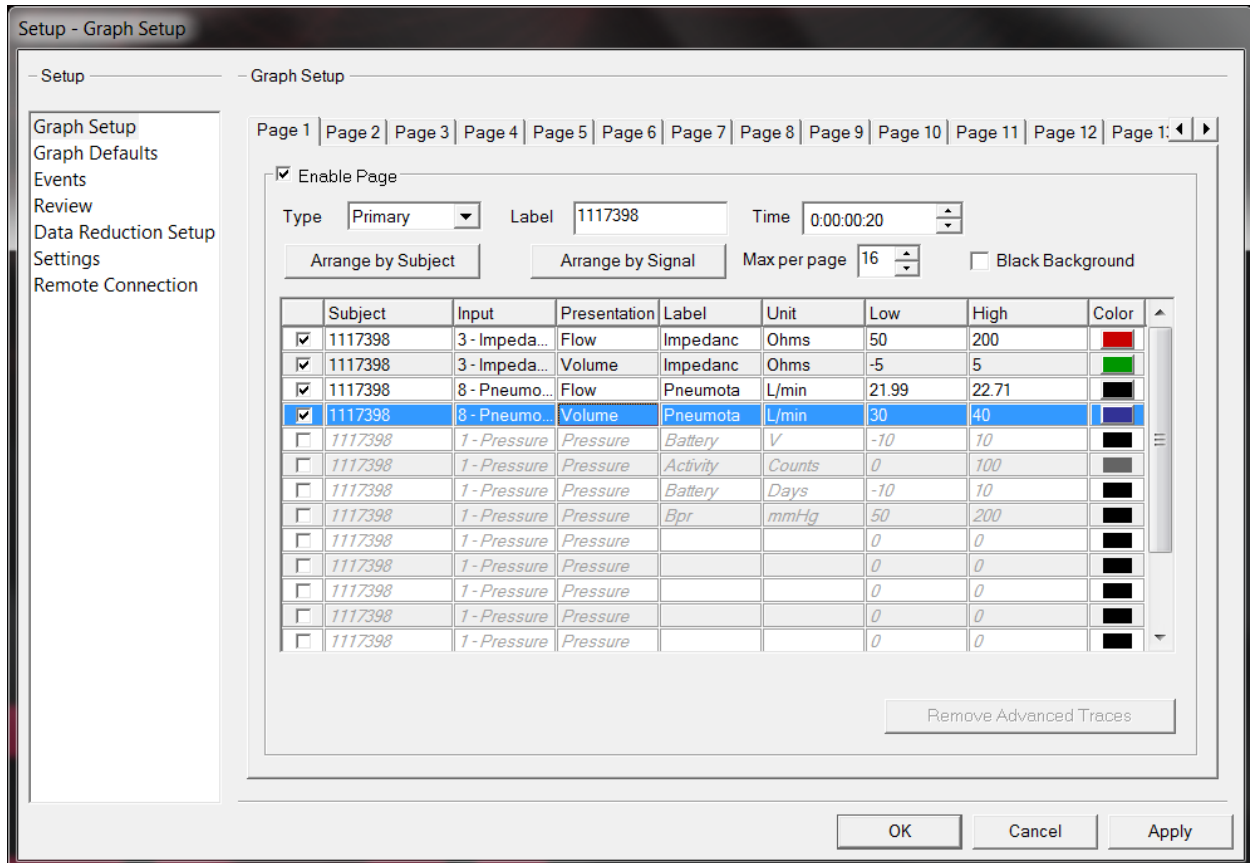 Setup - Graph Setup
Setup
Graph Setup
Graph Setup
Graph Defaults
Events
Review
Data Reduction Setup
Settings
Remote Connection
Page 1 Page 2 Page 3 Page 4 Page 5 Page 6 Page 7 Page 8 Page 9 Page 10 Page 11 Page 12 Page 1
Enable Page
Type Primary Label 1117398 Time 0:00:00:20
Arrange by Subject Arrange by Signal Max per page 16 Black Background
Subject Input Presentation Label Unit Low High Color
1117398 3 - Impeda... Flow Impedanc Ohms 50 200
1117398 3 - Impeda... Volume Impedanc Ohms -5 5
1117398 8 - Pneumo... Flow Pneumota L/min 21.99 22.71
1117398 8 - Pneumo... Volume Pneumota L/min 30 40
1117398 1 - Pressure Pressure Battery V -10 10
1117398 1 - Pressure Pressure Activity Counts 0 100
1117398 1 - Pressure Pressure Battery Days -10 10
1117398 1 - Pressure Pressure Bpr mmHg 50 200
1117398 1 - Pressure Pressure 0 0
1117398 1 - Pressure Pressure 0 0
1117398 1 - Pressure Pressure 0 0
1117398 1 - Pressure Pressure 0 0
1117398 1 - Pressure Pressure 0 0
Remove Advanced Traces
OK Cancel Apply